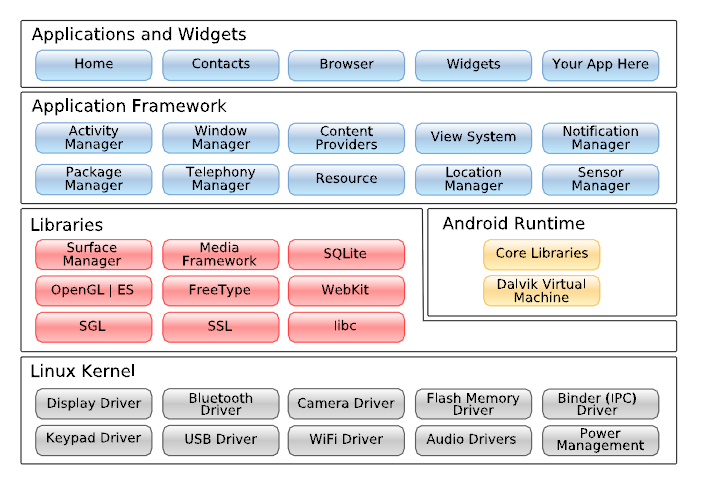 Applications and Widgets
Home
Contacts
Browser
Widgets
Your App Here
Application Framework
Activity
Manager
Window
Manager
Content
Providers
View System
Notification
Manager
Package
Manager
Telephony
Manager
Resource
Location
Manager
Sensor
Manager
Libraries
Surface
Manager
Media
Framework
SQLite
OpenGL | ES
FreeType
WebKit
SGL
SSL
libc
Android Runtime
Core Libraries
Dalvik Virtual
Machine
Linux Kernel
Display Driver
Bluetooth
Driver
Camera Driver
Flash Memory
Driver
Binder (IPC)
Driver
Keypad Driver
USB Driver
WiFi Driver
Audio Drivers
Power
Management